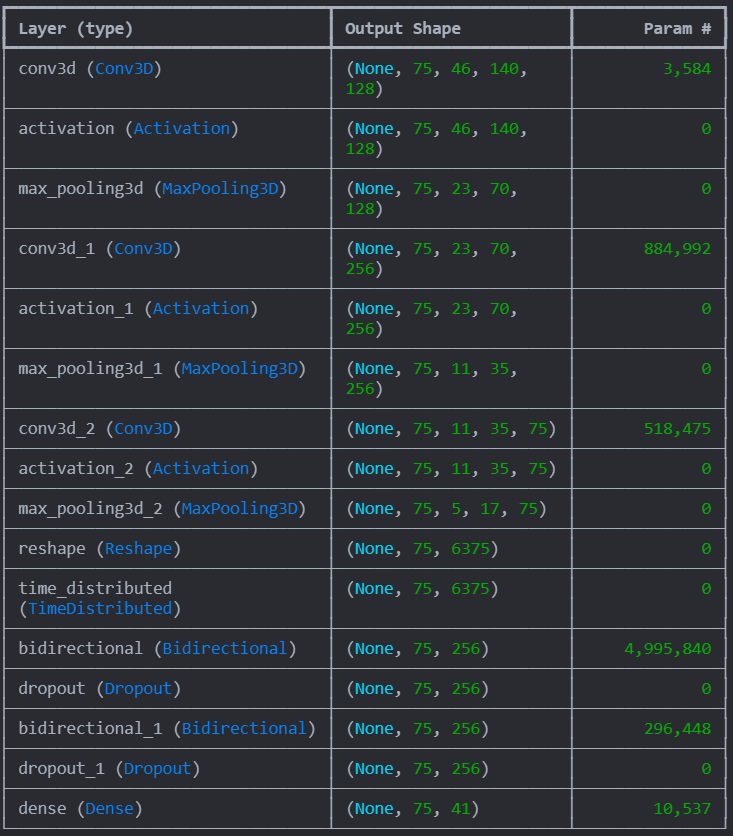 Layer (type) Output Shape Param #
conv3d (Conv3D) (None, 75, 46, 140, 3,584
128)
activation (Activation) (None, 75, 46, 140, 0
128)
max_pooling3d (MaxPooling3D) (None, 75, 23, 70, 0
128)
conv3d_1 (Conv3D) (None, 75, 23, 70, 884,992
256)
activation_1 (Activation) (None, 75, 23, 70, 0
256)
max_pooling3d_1 (MaxPooling3D) (None, 75, 11, 35, 0
256)
conv3d_2 (Conv3D) (None, 75, 11, 35, 75) 518,475
activation_2 (Activation) (None, 75, 11, 35, 75) 0
max_pooling3d_2 (MaxPooling3D) (None, 75, 5, 17, 75) 0
reshape (Reshape) (None, 75, 6375) 0
time_distributed (None, 75, 6375) 0
(TimeDistributed)
bidirectional (Bidirectional) (None, 75, 256) 4,995,840
dropout (Dropout) (None, 75, 256) 0
bidirectional_1 (Bidirectional) (None, 75, 256) 296,448
dropout_1 (Dropout) (None, 75, 256) 0
dense (Dense) (None, 75, 41) 10,537